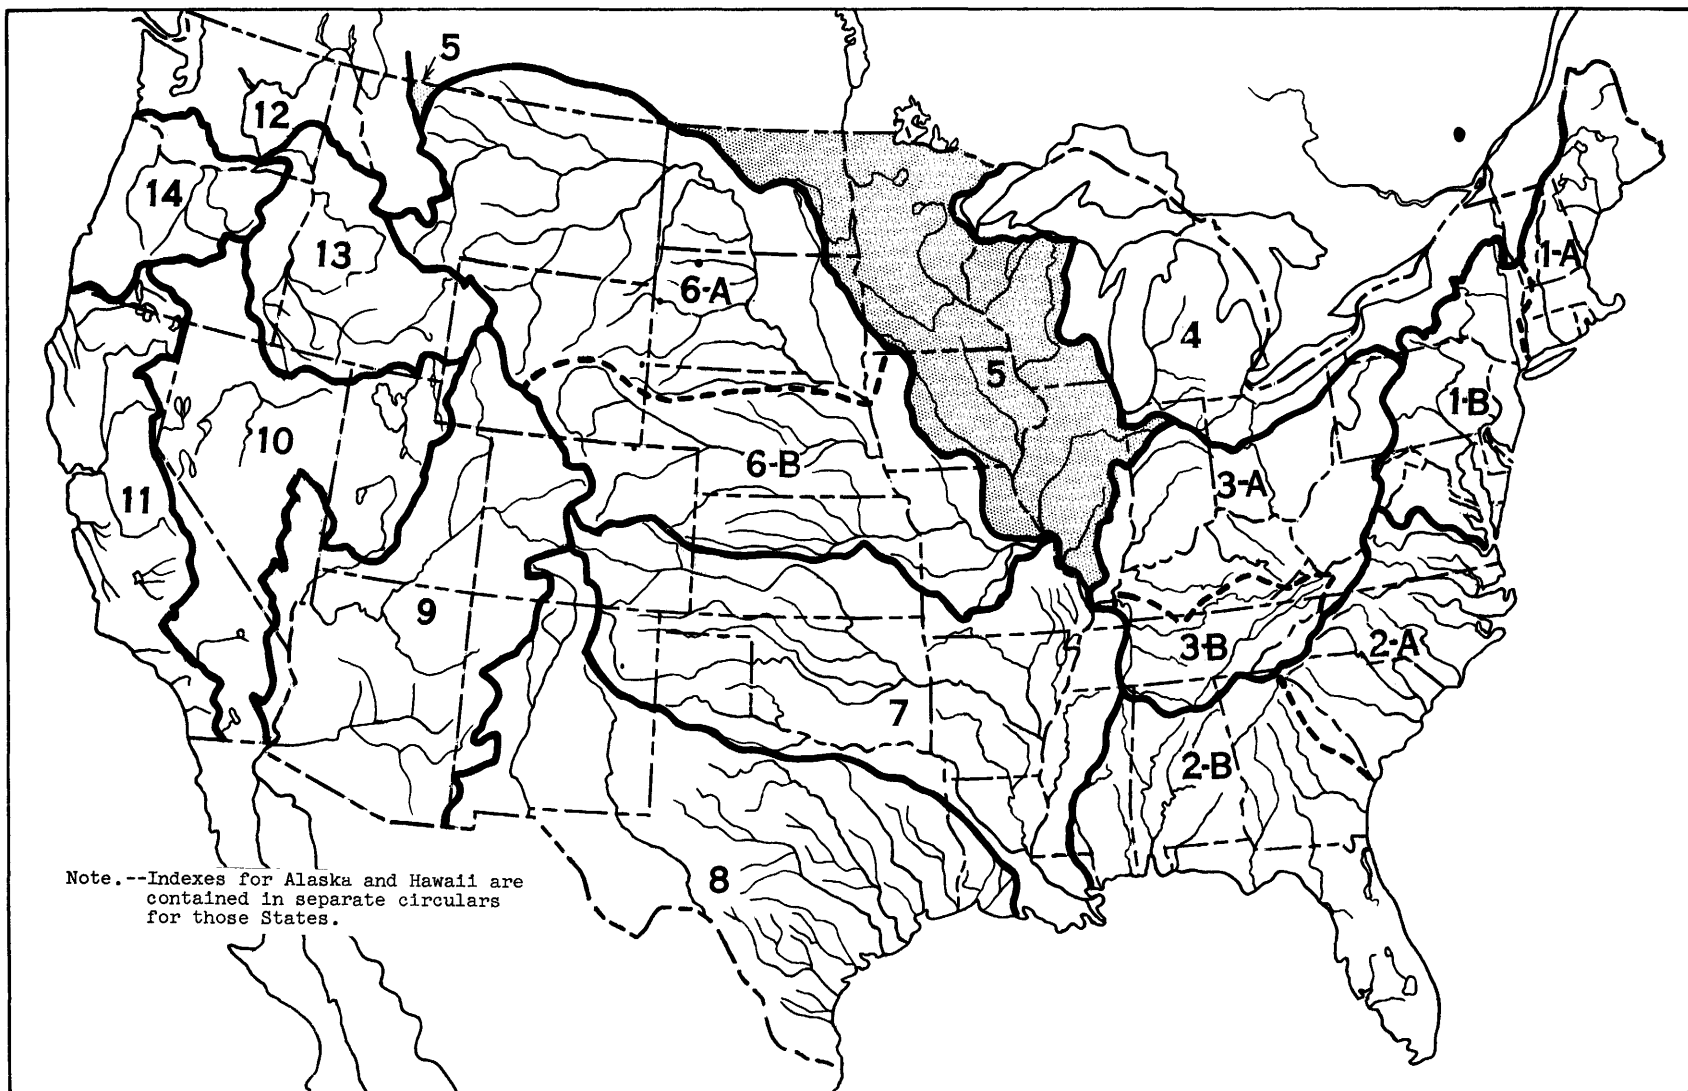 5
12
14
13
1-A
6-A
4
5
1-B
10
6-B
11
3-A
9
3-B
2-A
7
2-B
8
Note.--Indexes for Alaska and Hawaii are
contained in separate circulars
for those States.